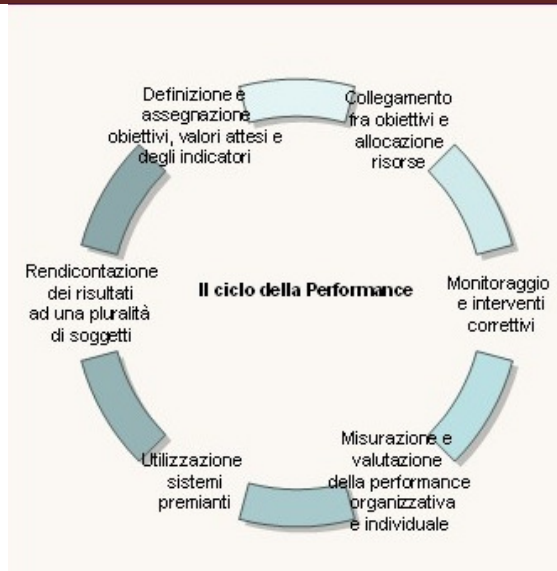 Definizione e
assegnazione
obiettivi, valori attesi e
degli indicatori
Collegamento
fra obiettivi e
allocazione
risorse
Monitoraggio
e interventi
correttivi
Misurazione e
valutazione
della performance
organizzativa
e individuale
Utilizzazione
sistemi
premianti
Rendicontazione
dei risultati
ad una pluralità
di soggetti
Il ciclo della Performance